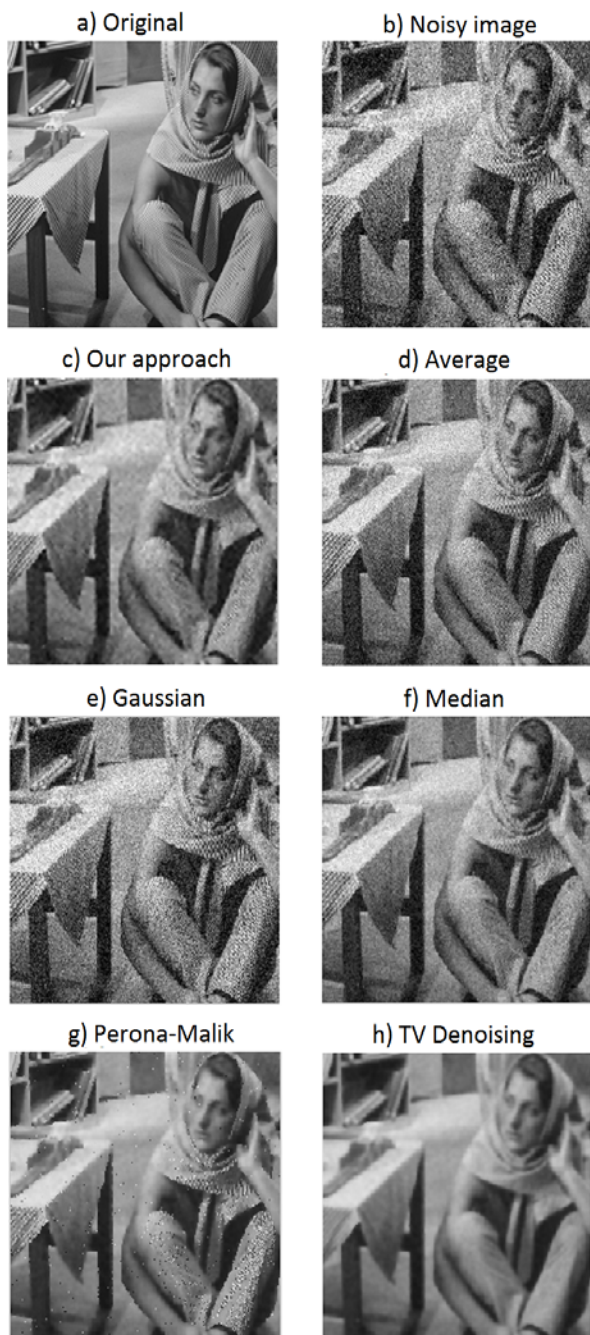 a) Original
b) Noisy image
c) Our approach
d) Average
e) Gaussian
f) Median
g) Perona-Malik
h) TV Denoising